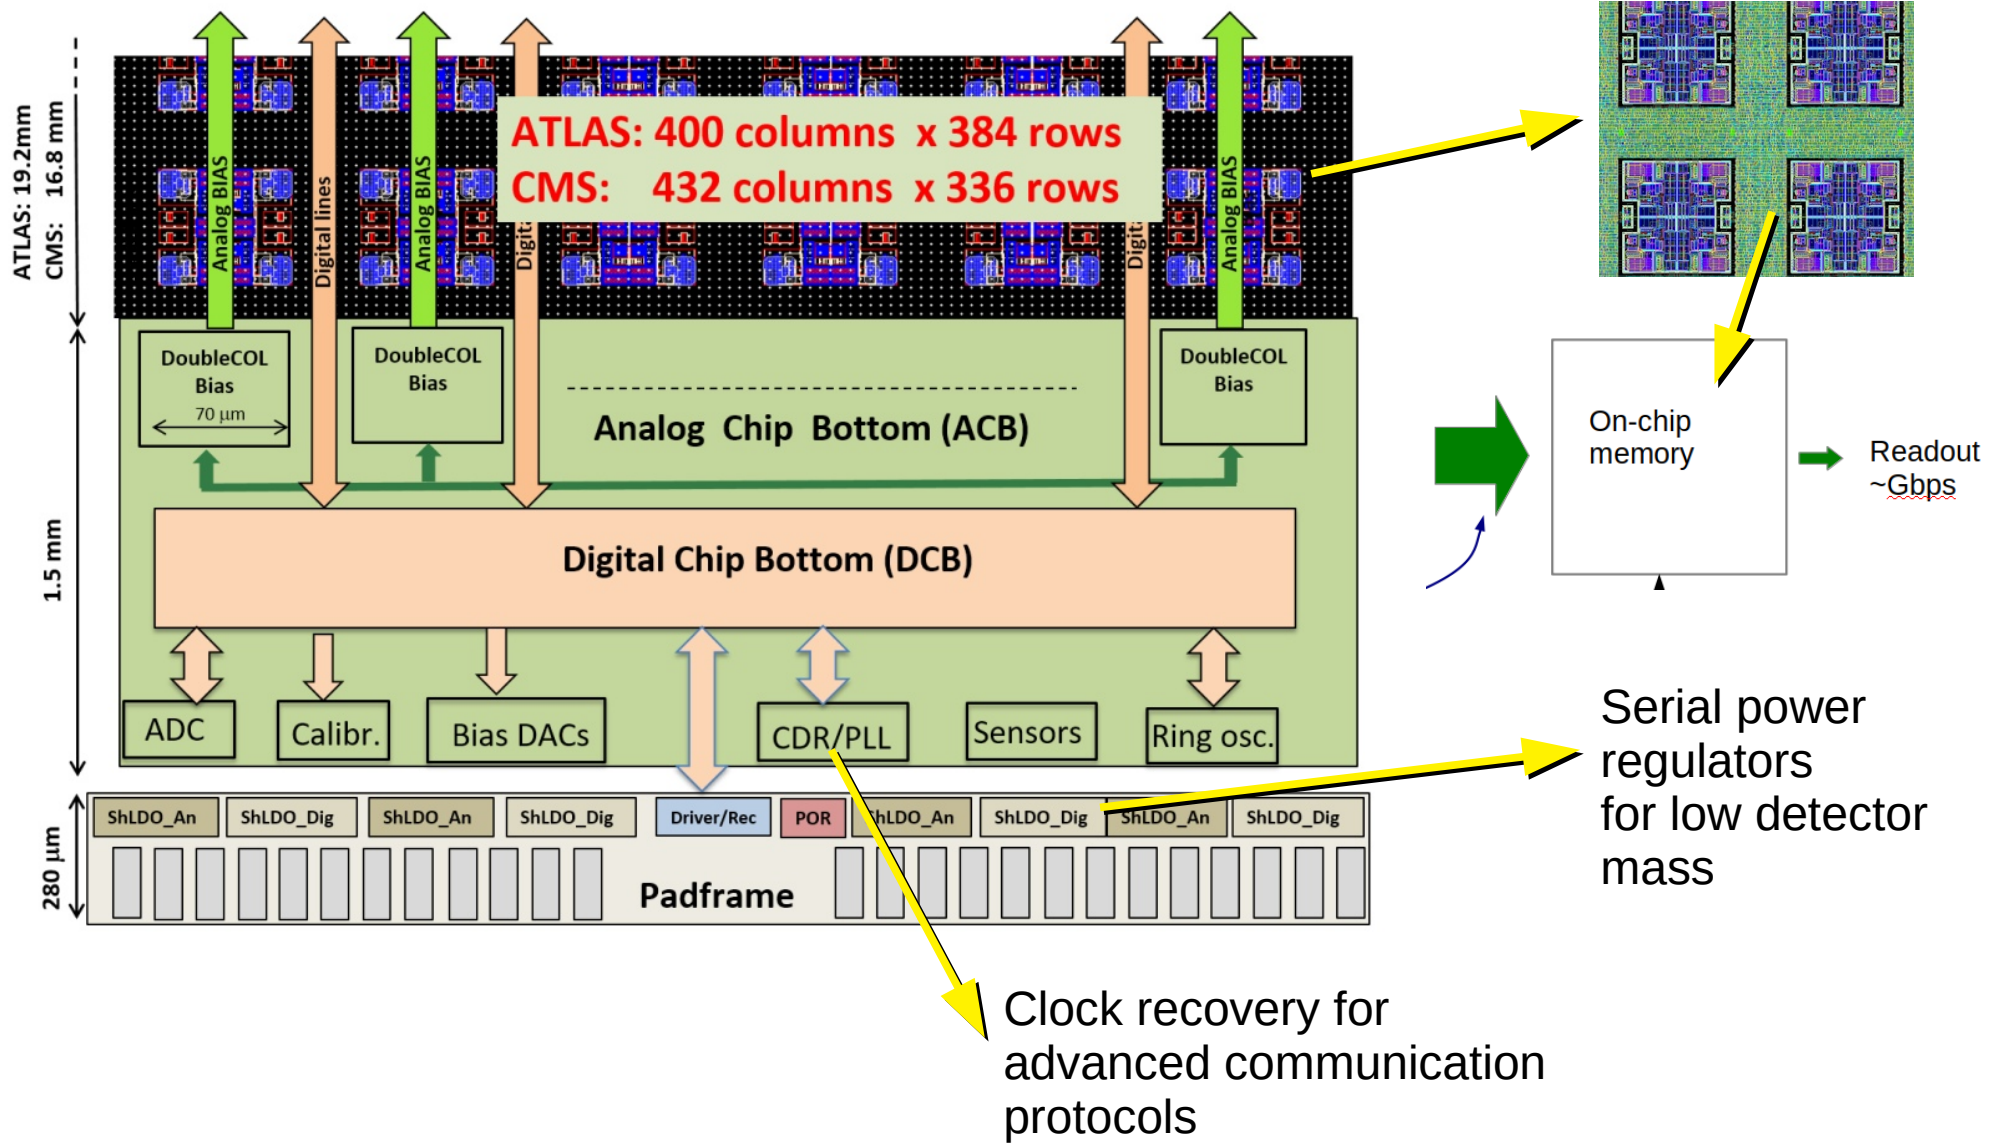 ATLAS: 19.2mm
CMS: 16.8 mm
1.5 mm
280 µm
Analog BIAS
Digital lines
Analog BIAS
Digit
Digit
Analog BIAS
ATLAS: 400 columns x 384 rows
CMS: 432 columns x 336 rows
DoubleCOL
Bias
70 µm
DoubleCOL
Bias
DoubleCOL
Bias
Analog Chip Bottom (ACB)
Digital Chip Bottom (DCB)
ADC
Calibr.
Bias DACs
CDR/PLL
Sensors
Ring osc.
ShLDO_An
ShLDO_Dig
ShLDO_An
ShLDO_Dig
Driver/Rec
POR
ShLDO_An
ShLDO_Dig
ShLDO_An
ShLDO_Dig
Padframe
On-chip
memory
Readout
~Gbps
Serial power
regulators
for low detector
mass
Clock recovery for
advanced communication
protocols